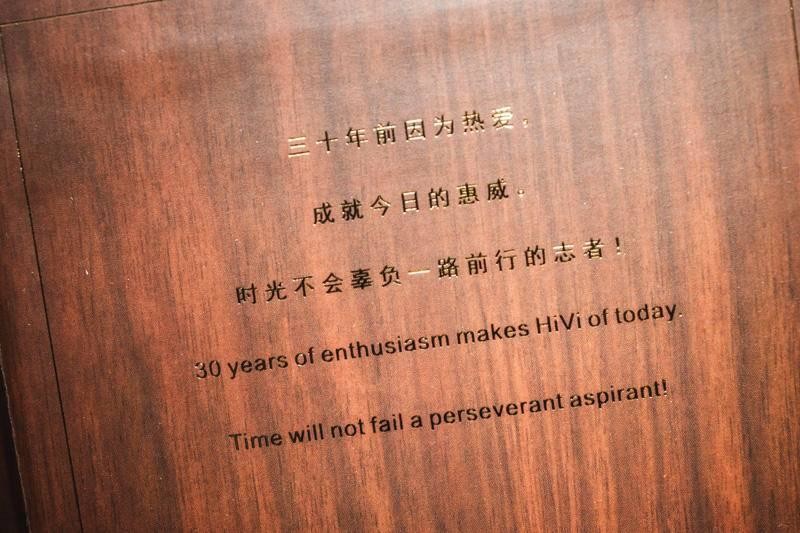 三十年前因为热爱，
成就今日的惠威。
时光不会辜负一路前行的志者！
30 years of enthusiasm makes HiVi of today.
Time will not fail a perseverant aspirant!